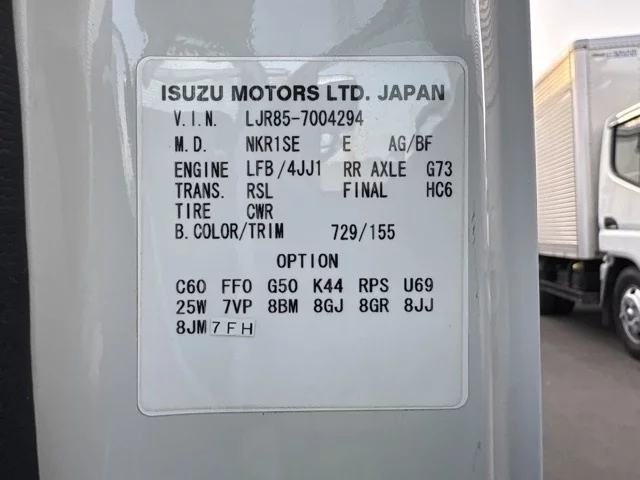 ISUZU MOTORS LTD. JAPAN
V.I.N. LJR85-7004294
M.D. NKR1SE E AG/BF
ENGINE LFB/4JJ1 RR AXLE G73
TRANS. RSL FINAL HC6
TIRE CWR
B.COLOR/TRIM 729/155
OPTION
C60 FF0 G50 K44 RPS U69
25W 7VP 8BM 8GJ 8GR 8JJ
8JM 7FH